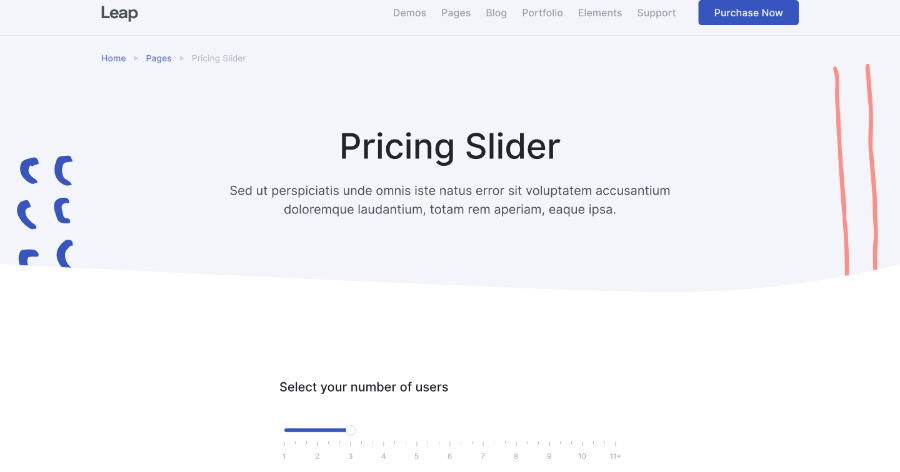 Leap
Demos Pages Blog Portfolio Elements Support Purchase Now
Home Pages Pricing Slider
Pricing Slider
Sed ut perspiciatis unde omnis iste natus error sit voluptatem accusantium
doloremque laudantium, totam rem aperiam, eaque ipsa.
Select your number of users
1 2 3 4 5 6 7 8 9 10 11+